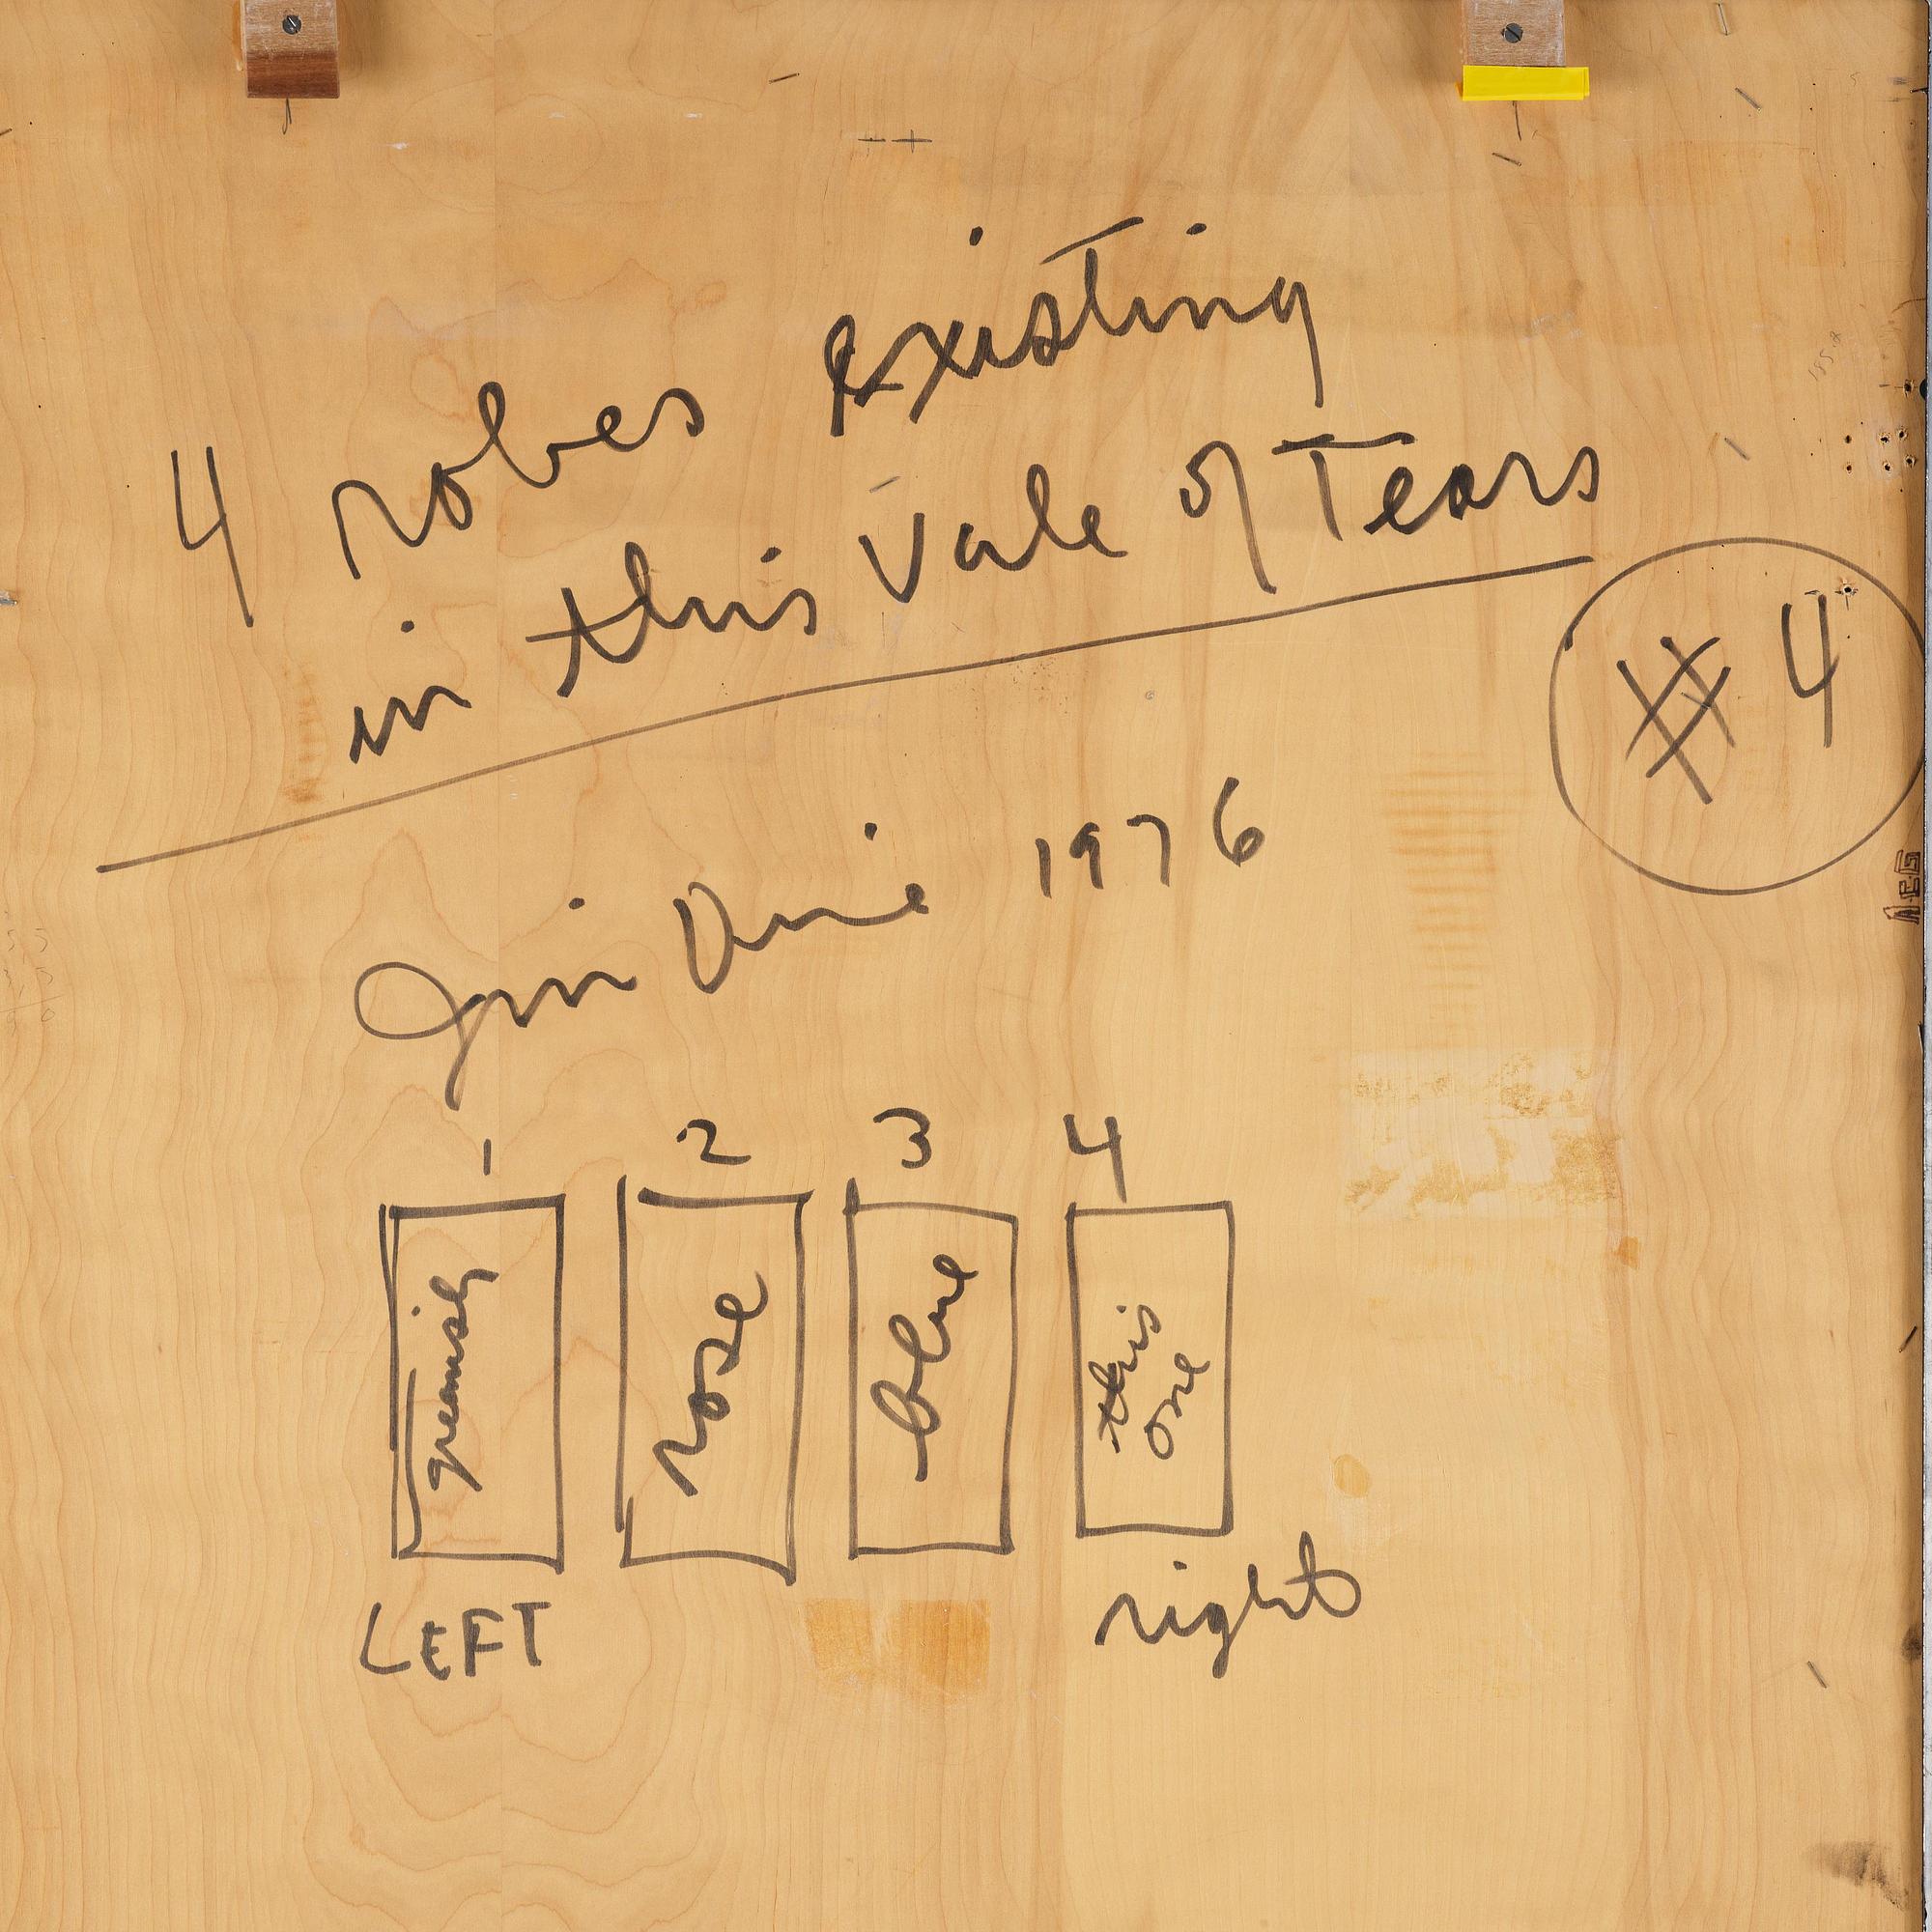 4 robes existing
in this Vale of Tears
#4
Jim Dine 1976
1 2 3 4
greenish rose blue this one
LEFT right